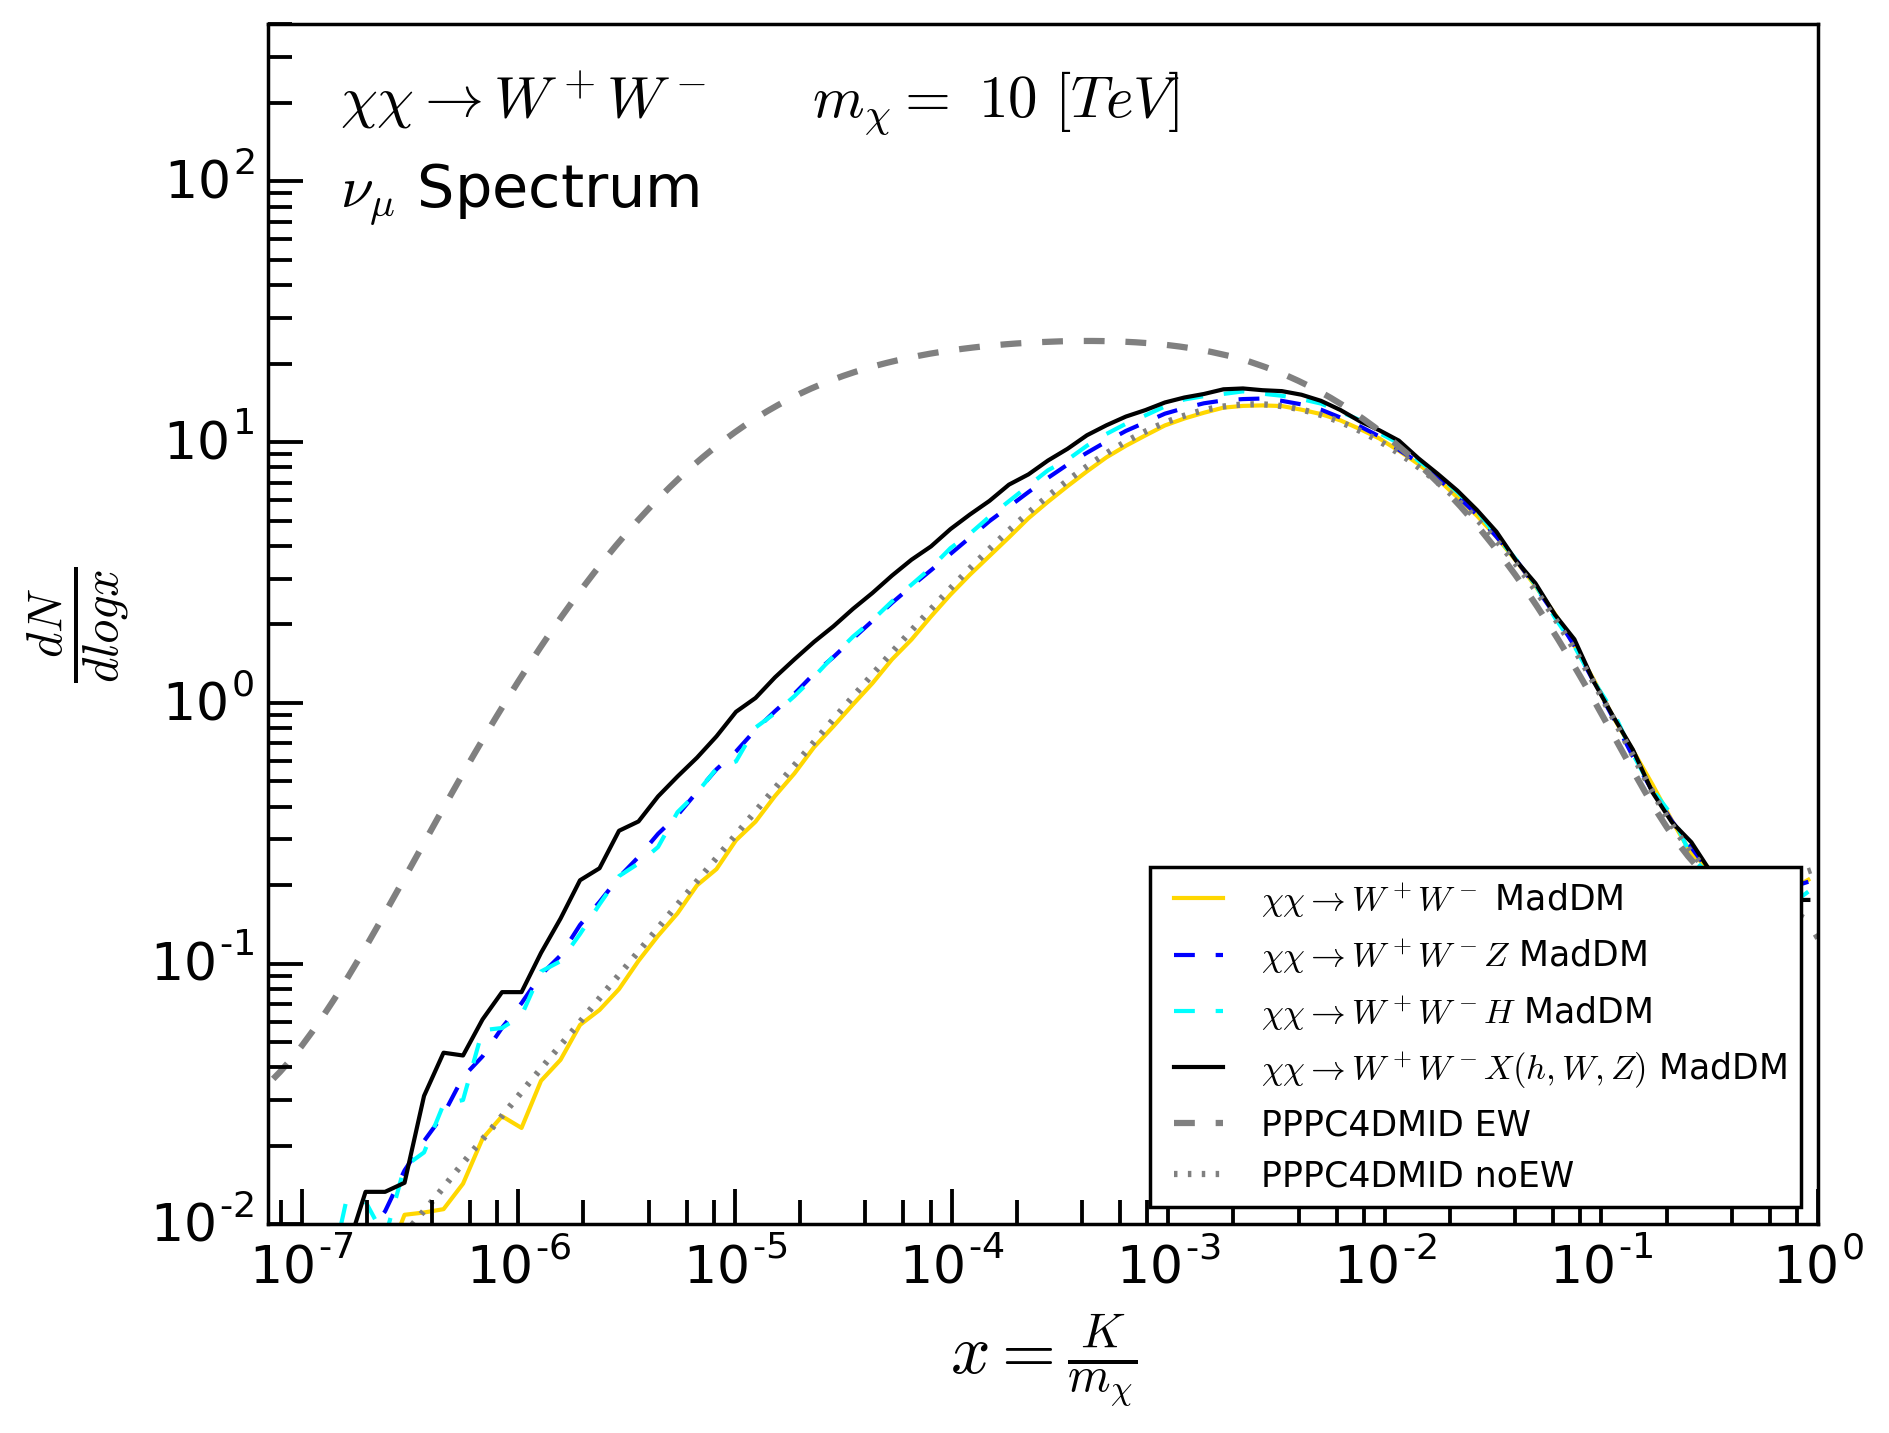 χχ → W⁺W⁻ m_χ = 10 [TeV]
ν_μ Spectrum
dN/dlogx
10²
10¹
10⁰
10⁻¹
10⁻²
10⁻⁷ 10⁻⁶ 10⁻⁵ 10⁻⁴ 10⁻³ 10⁻² 10⁻¹ 10⁰
x = K/m_χ
χχ → W⁺W⁻ MadDM
χχ → W⁺W⁻Z MadDM
χχ → W⁺W⁻H MadDM
χχ → W⁺W⁻X(h, W, Z) MadDM
PPPC4DMID EW
PPPC4DMID noEW